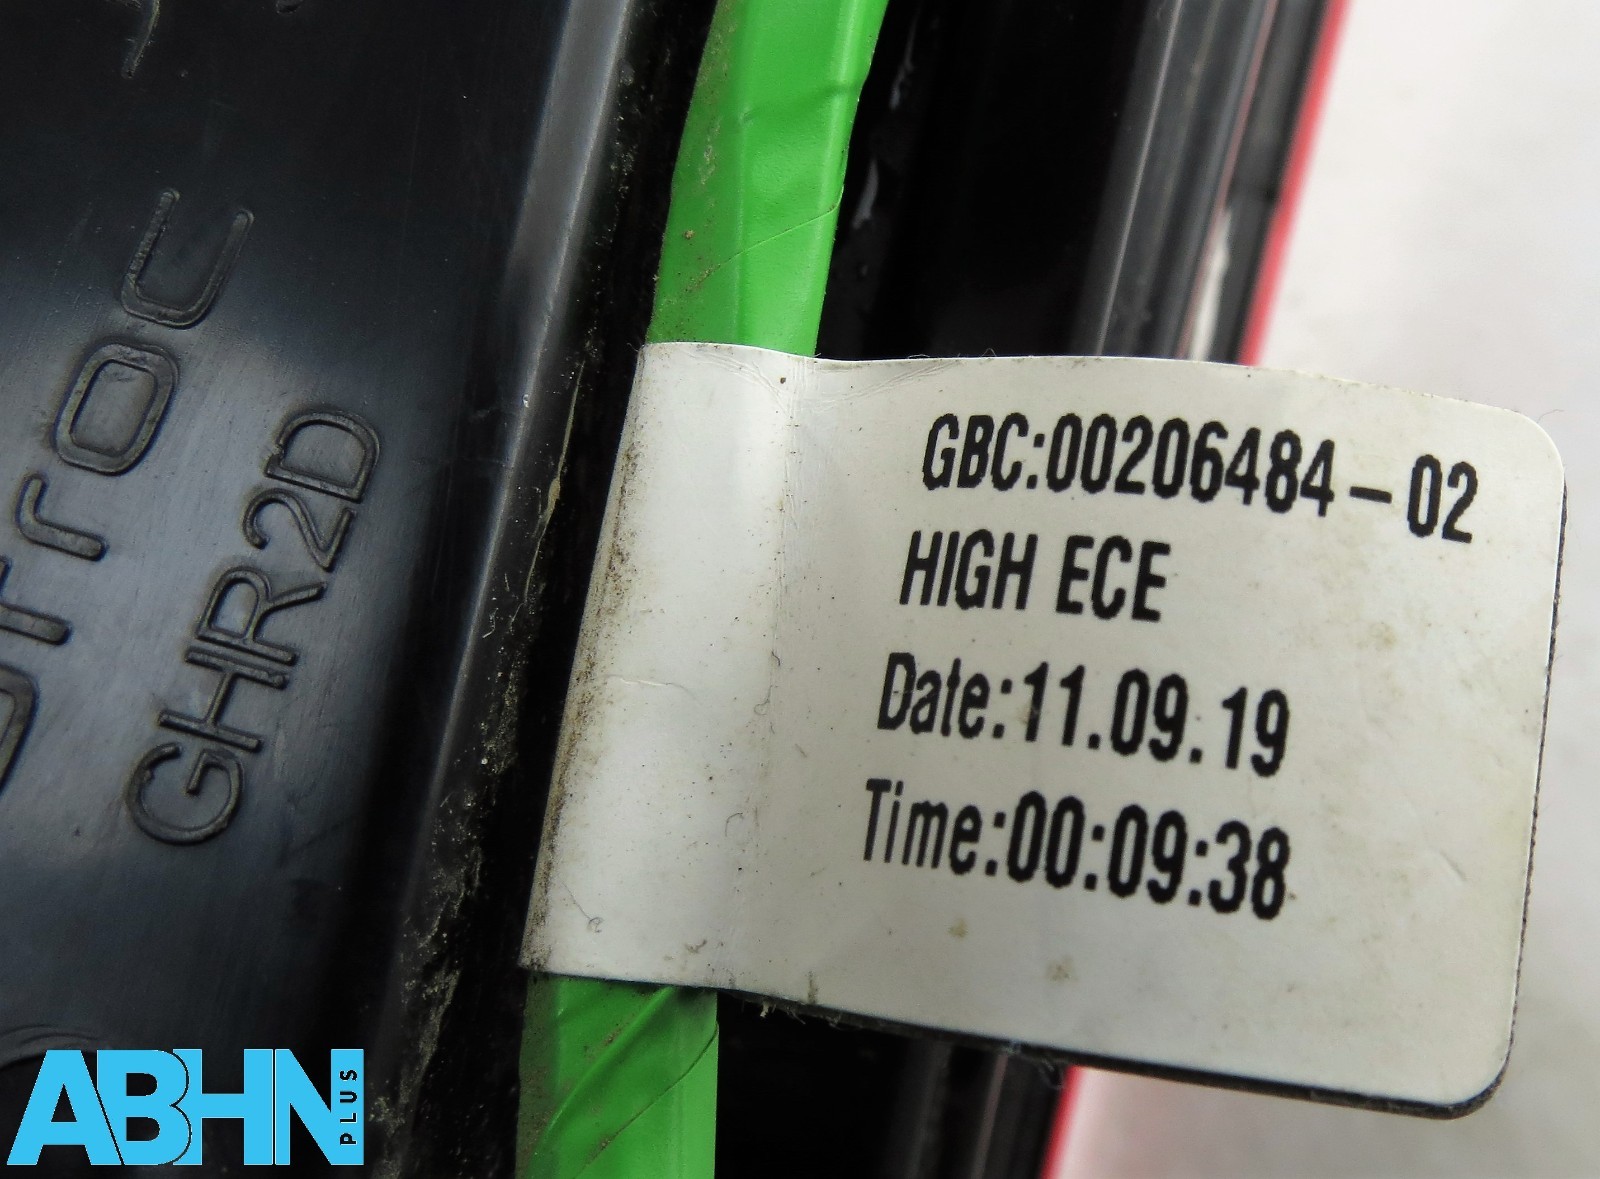 GBC:00206484-02
HIGH ECE
Date:11.09.19
Time:00:09:38
GHR2D
ABHN
PLUS